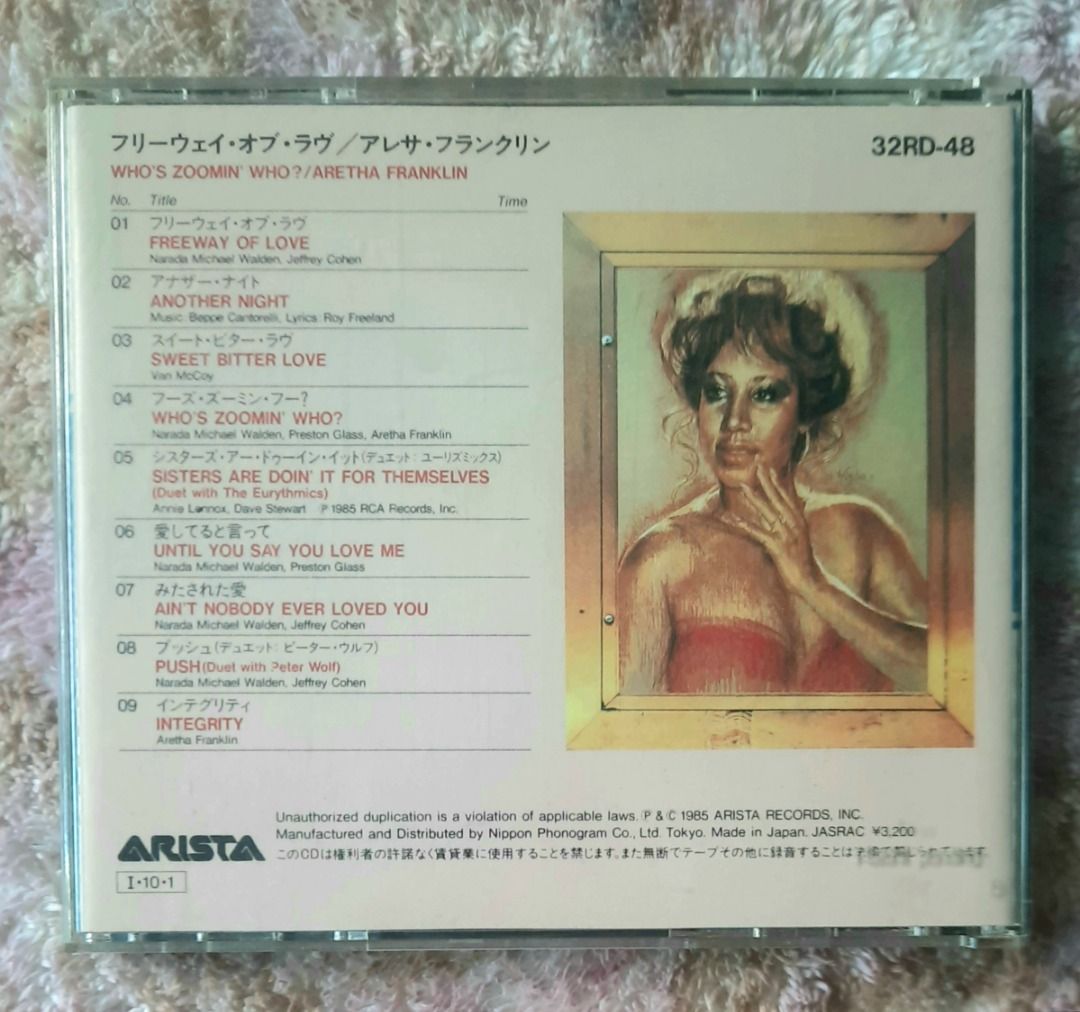 フリーウェイ・オブ・ラヴ／アレサ・フランクリン
32RD-48
WHO'S ZOOMIN' WHO?/ARETHA FRANKLIN
No. Title Time
01 フリーウェイ・オブ・ラヴ
FREEWAY OF LOVE
Narada Michael Walden, Jeffrey Cohen
02 アナザー・ナイト
ANOTHER NIGHT
Music: Beppe Cantorelli, Lyrics: Roy Freeland
03 スイート・ビター・ラヴ
SWEET BITTER LOVE
Van McCoy
04 フーズ・ズーミン・フー?
WHO'S ZOOMIN' WHO?
Narada Michael Walden, Preston Glass, Aretha Franklin
05 シスターズ・アー・ドゥーイン・イット(デュエット：ユーリズミックス)
SISTERS ARE DOIN' IT FOR THEMSELVES
(Duet with The Eurythmics)
Annie Lennox, Dave Stewart ℗1985 RCA Records, Inc.
06 愛してると言って
UNTIL YOU SAY YOU LOVE ME
Narada Michael Walden, Preston Glass
07 みたされた愛
AIN'T NOBODY EVER LOVED YOU
Narada Michael Walden, Jeffrey Cohen
08 プッシュ(デュエット：ピーター・ウルフ)
PUSH(Duet with Peter Wolf)
Narada Michael Walden, Jeffrey Cohen
09 インテグリティ
INTEGRITY
Aretha Franklin
Unauthorized duplication is a violation of applicable laws. ℗ & © 1985 ARISTA RECORDS, INC.
Manufactured and Distributed by Nippon Phonogram Co., Ltd. Tokyo. Made in Japan. JASRAC ¥3,200
ARISTA
このCDは権利者の許諾なく賃貸業に使用することを禁じます。また無断でテープその他に録音することは
I・10・1